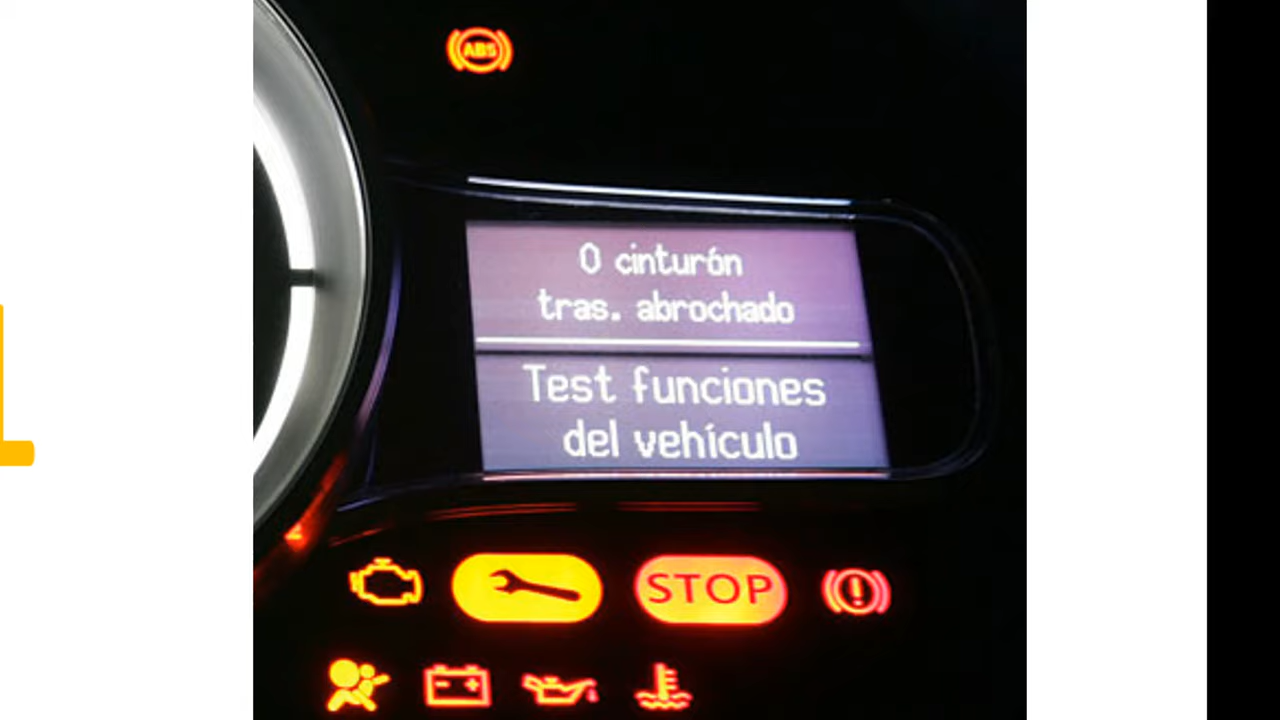 ABS
0 cinturón
tras. abrochado
Test funciones
del vehículo
STOP